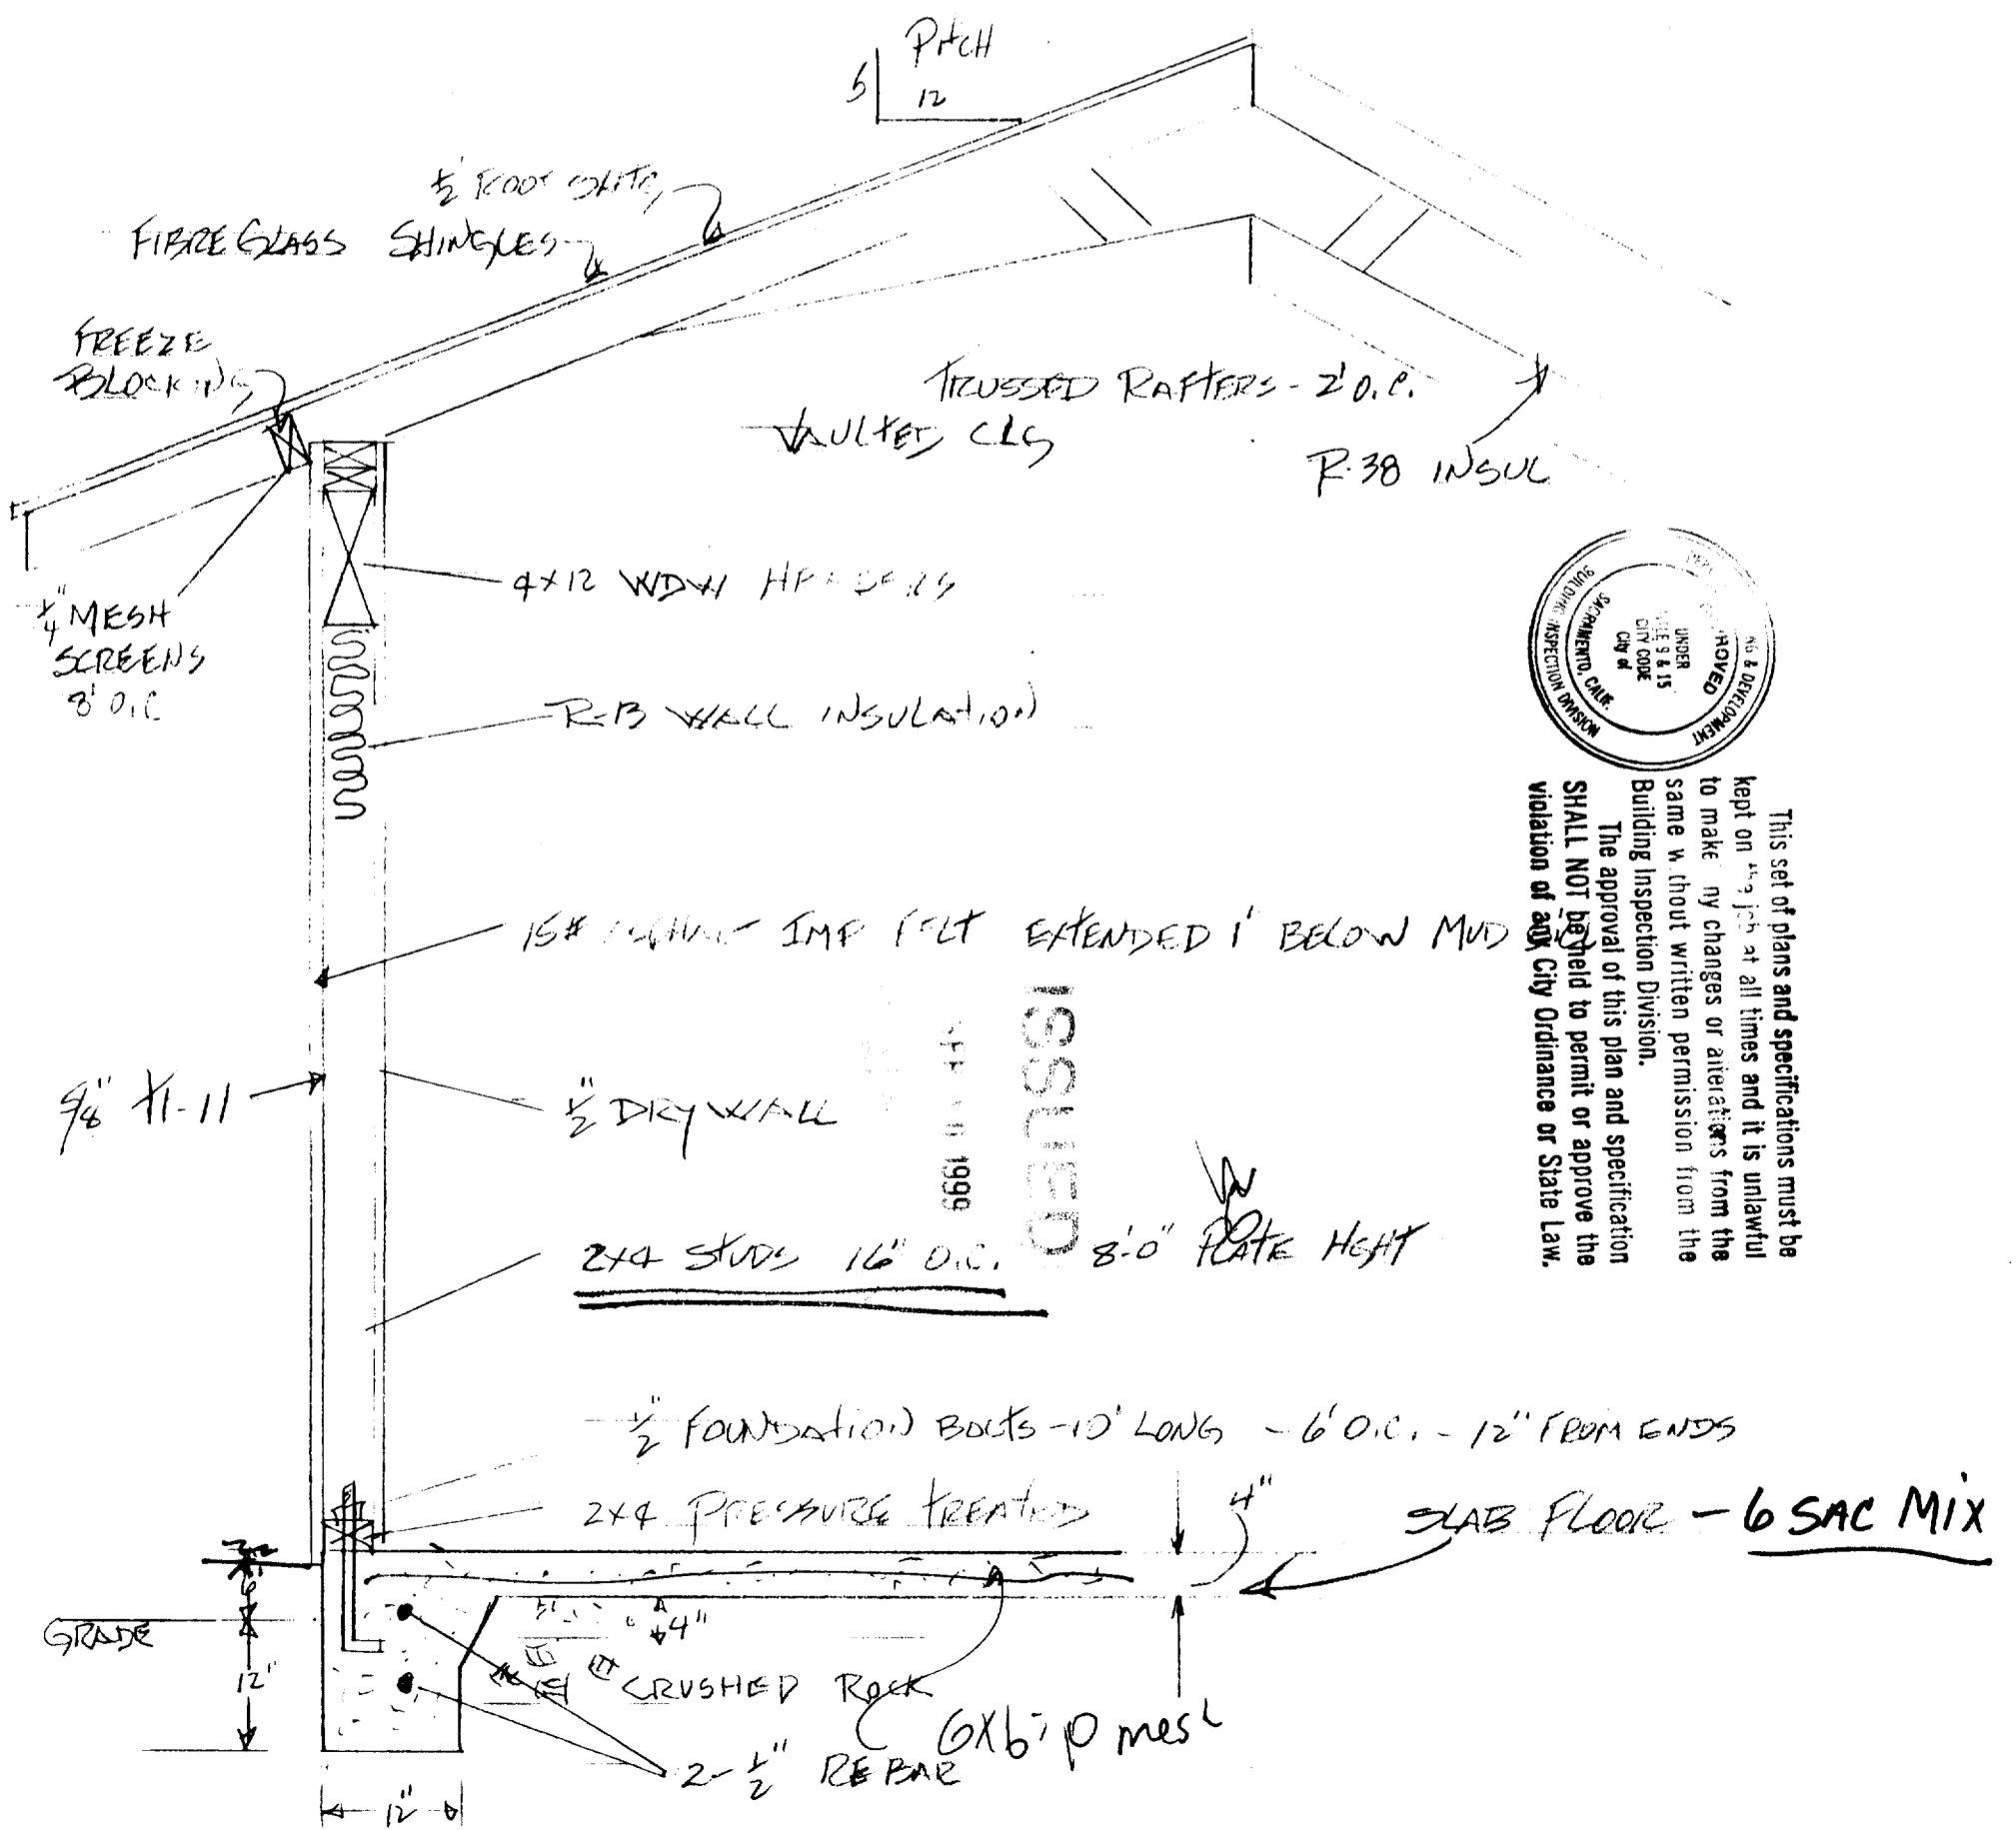 PITCH
5
12
1/2 ROOF SHTG
FIBREGLASS SHINGLES
FREEZE
BLOCKING
TRUSSED RAFTERS - 2' O.C.
VAULTED CLG
R-38 INSUL
4X12 WDW HEADERS
1/4" MESH
SCREENS
8' O.C
WALL INSULATION
15# IMP FELT EXTENDED 1' BELOW MUD
5/8" T1-11
1/2" DRYWALL
2X4 STUDS 16" O.C. 8'-0" PLATE HGHT
ISSUED
1999
1/2" FOUNDATION BOLTS - 10" LONG - 6' O.C. - 12" FROM ENDS
2X4 PRESSURE TREATED
4"
SLAB FLOOR - 6 SAC MIX
6"
GRADE
12"
4"
CRUSHED ROCK
6X6 mesh
2- 1/2" REBAR
12"
& DEVELOPMENT
BUILDING INSPECTION DIVISION
SACRAMENTO, CALIF.
UNDER
9 & 15
CITY CODE
City of
This set of plans and specifications must be
kept on the job at all times and it is unlawful
to make any changes or alterations from the
same without written permission from the
Building Inspection Division.
The approval of this plan and specification
SHALL NOT be held to permit or approve the
violation of any City Ordinance or State Law.